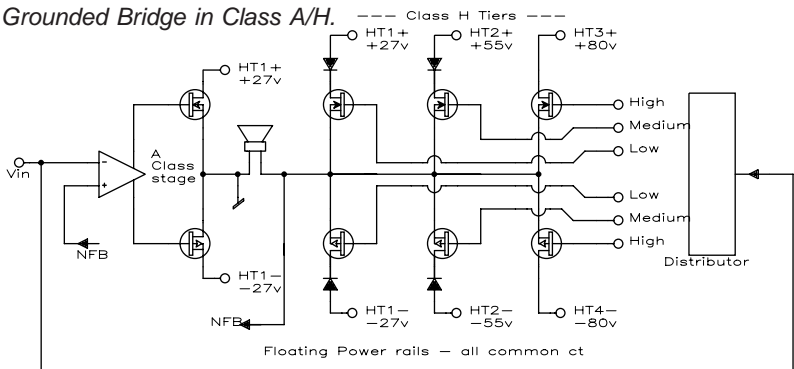 Grounded Bridge in Class A/H.
--- Class H Tiers ---
HT1+
+27v
HT1+
+27v
HT2+
+55v
HT3+
+80v
High
Medium
Low
Vin
-
+
A
Class
stage
NFB
Low
Medium
High
Distributor
HT1-
-27v
NFB
HT1-
-27v
HT2-
-55v
HT4-
-80v
Floating Power rails - all common ct